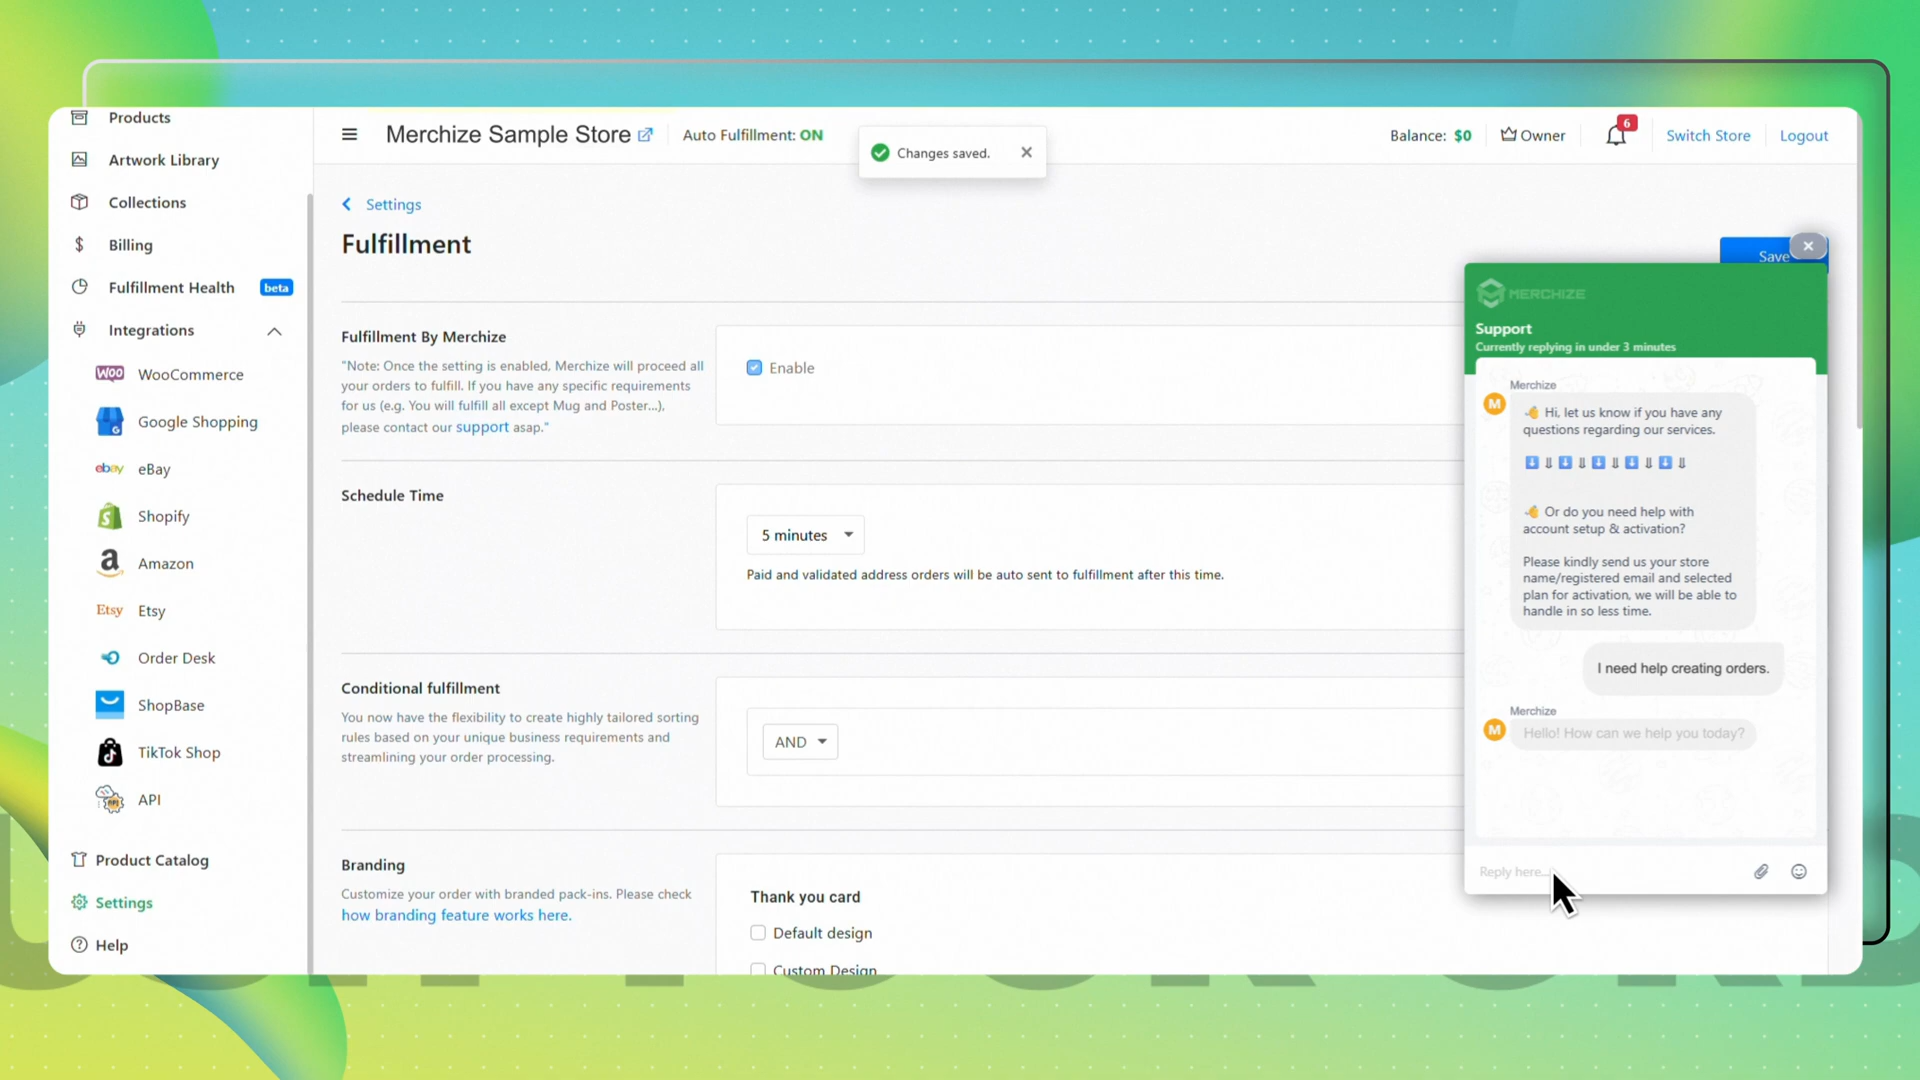 Products
Artwork Library
Collections
Billing
Fulfillment Health beta
Integrations
WOO WooCommerce
Google Shopping
ebay eBay
Shopify
Amazon
Etsy Etsy
Order Desk
ShopBase
TikTok Shop
API
Product Catalog
Settings
Help
Merchize Sample Store
Auto Fulfillment: ON
Changes saved.
Balance: $0
Owner
6
Switch Store
Logout
Settings
Fulfillment
Save
Fulfillment By Merchize
"Note: Once the setting is enabled, Merchize will proceed all
your orders to fulfill. If you have any specific requirements
for us (e.g. You will fulfill all except Mug and Poster...),
please contact our support asap."
Enable
Schedule Time
5 minutes
Paid and validated address orders will be auto sent to fulfillment after this time.
Conditional fulfillment
You now have the flexibility to create highly tailored sorting
rules based on your unique business requirements and
streamlining your order processing.
AND
Branding
Customize your order with branded pack-ins. Please check
how branding feature works here.
Thank you card
Default design
Custom Design
MERCHIZE
Support
Currently replying in under 3 minutes
Merchize
M
Hi, let us know if you have any
questions regarding our services.
Or do you need help with
account setup & activation?
Please kindly send us your store
name/registered email and selected
plan for activation, we will be able to
handle in so less time.
I need help creating orders.
Merchize
M
Hello! How can we help you today?
Reply here...